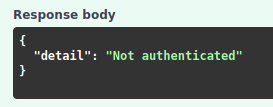 Response body
{
  "detail": "Not authenticated"
}